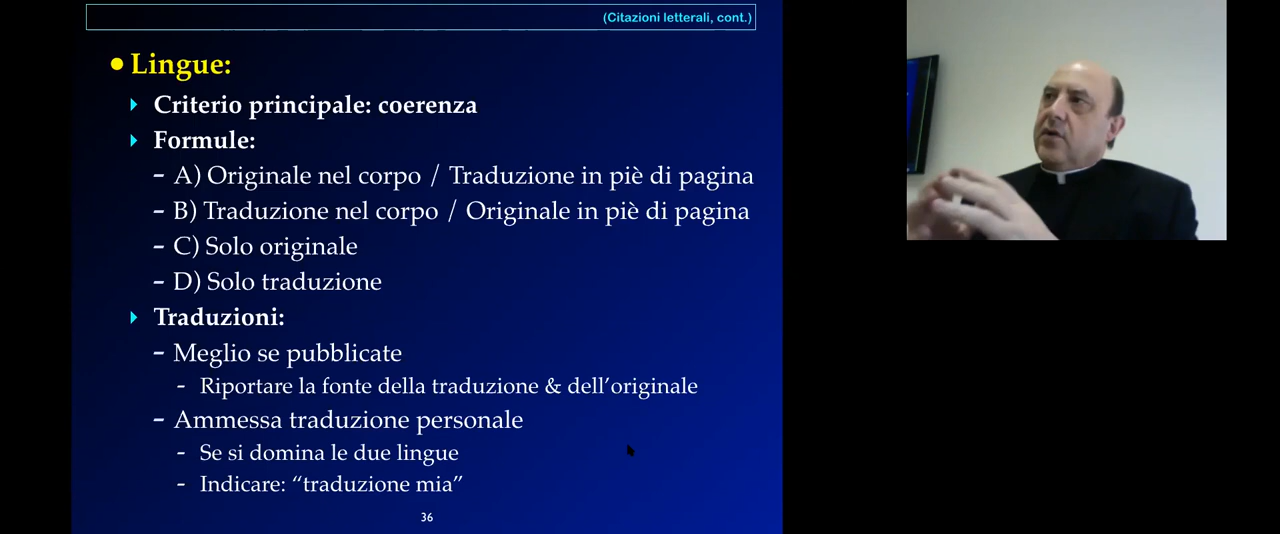 (Citazioni letterali, cont.)
• Lingue:
Criterio principale: coerenza
Formule:
- A) Originale nel corpo / Traduzione in piè di pagina
- B) Traduzione nel corpo / Originale in piè di pagina
- C) Solo originale
- D) Solo traduzione
Traduzioni:
- Meglio se pubblicate
- Riportare la fonte della traduzione & dell’originale
- Ammessa traduzione personale
- Se si domina le due lingue
- Indicare: “traduzione mia”
36